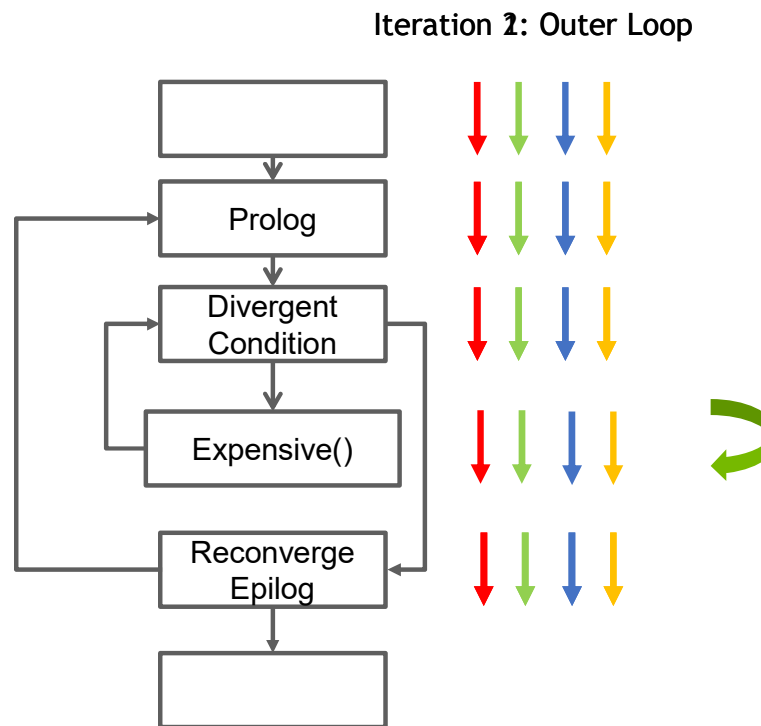 Iteration : Outer Loop
Prolog
Divergent
Condition
Expensive()
Reconverge
Epilog